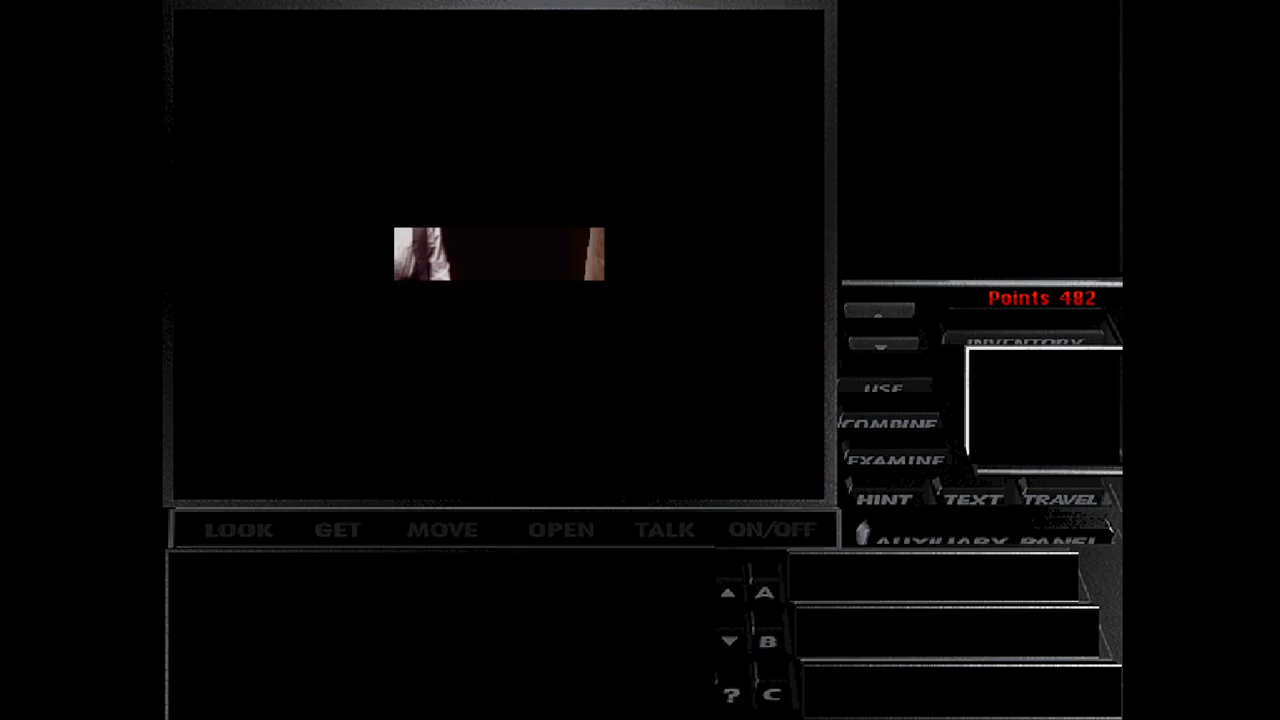 Points 482
INVENTORY
USE
COMBINE
EXAMINE
HINT TEXT TRAVEL
LOOK GET MOVE OPEN TALK ON/OFF
AUXILIARY PANEL
A
B
? C